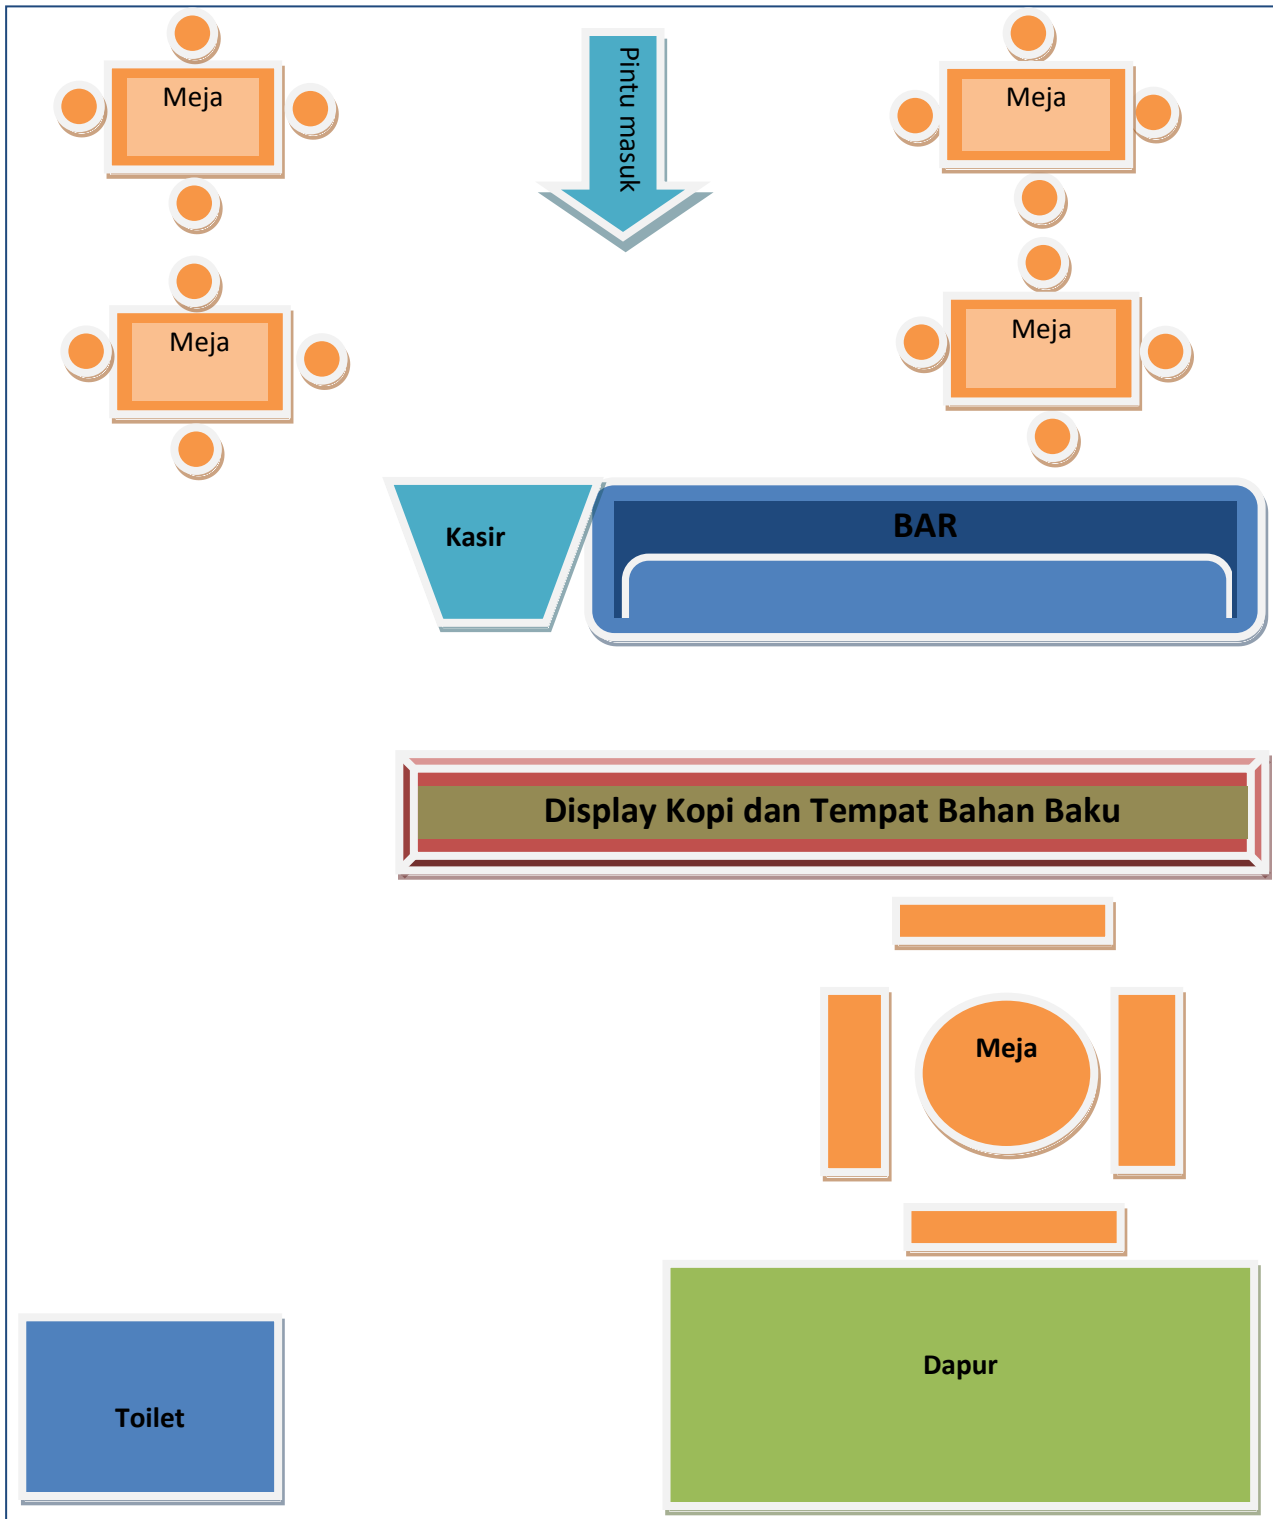 Meja
Pintu masuk
Meja
Meja
Meja
Kasir
BAR
Display Kopi dan Tempat Bahan Baku
Meja
Dapur
Toilet